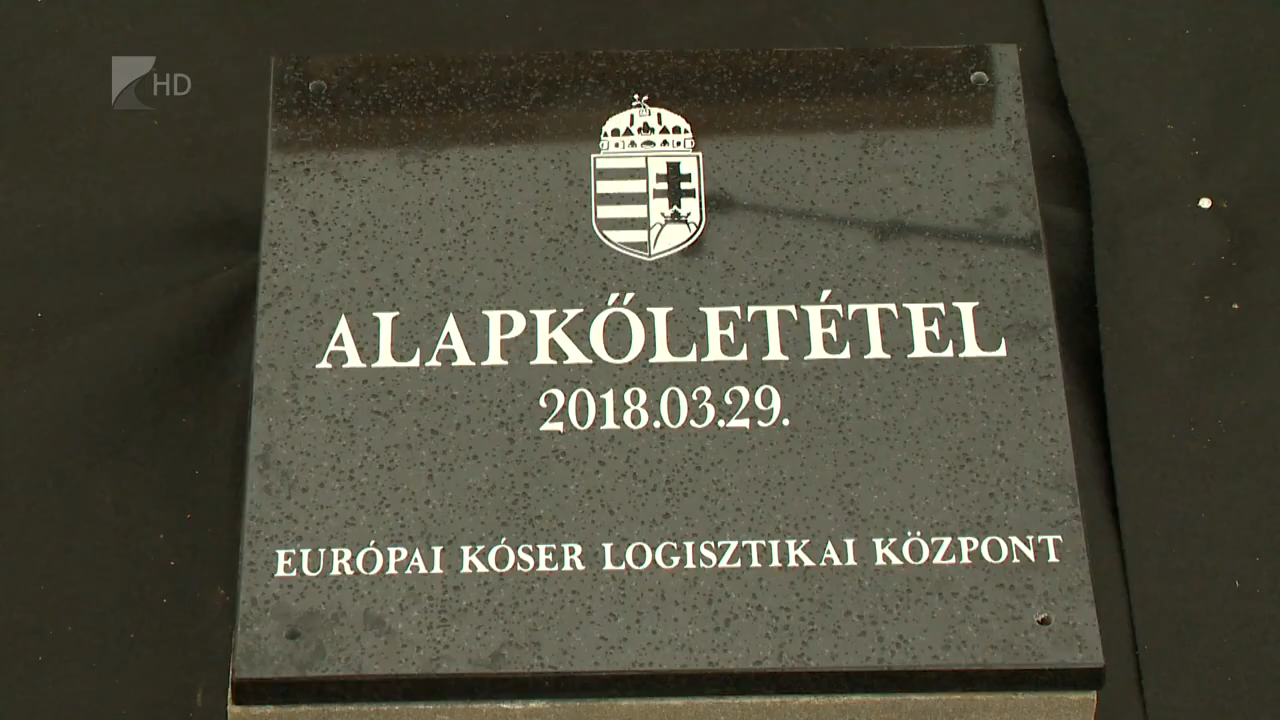 HD
ALAPKŐLETÉTEL
2018.03.29.
EURÓPAI KÓSER LOGISZTIKAI KÖZPONT